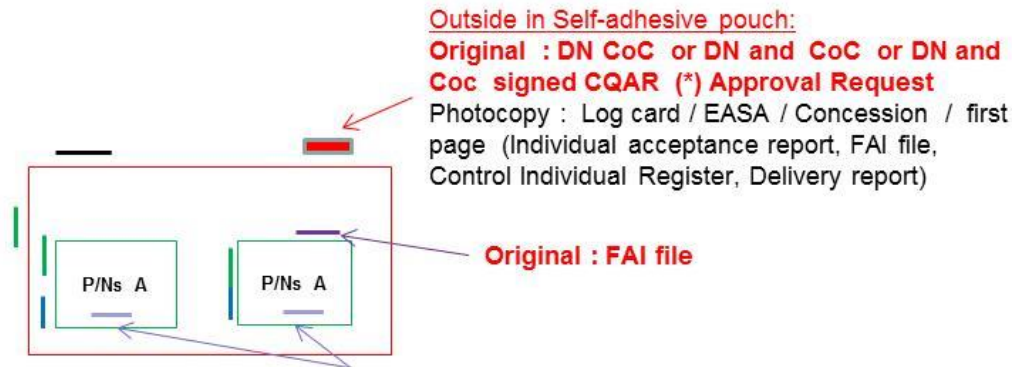 Outside in Self-adhesive pouch:
Original : DN CoC or DN and CoC or DN and
Coc signed CQAR (*) Approval Request
Photocopy : Log card / EASA / Concession / first
page (Individual acceptance report, FAI file,
Control Individual Register, Delivery report)
Original : FAI file
P/Ns A
P/Ns A